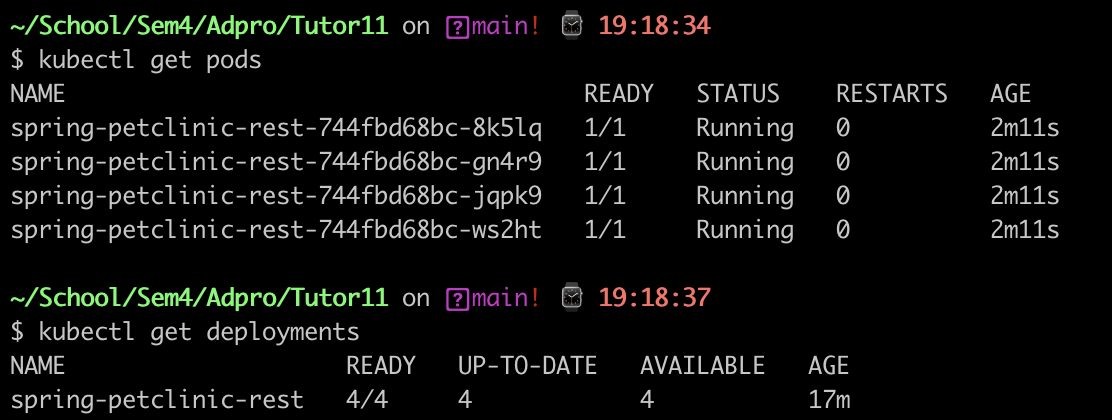 ~/School/Sem4/Adpro/Tutor11 on main! 19:18:34
$ kubectl get pods
NAME READY STATUS RESTARTS AGE
spring-petclinic-rest-744fbd68bc-8k5lq 1/1 Running 0 2m11s
spring-petclinic-rest-744fbd68bc-gn4r9 1/1 Running 0 2m11s
spring-petclinic-rest-744fbd68bc-jqpk9 1/1 Running 0 2m11s
spring-petclinic-rest-744fbd68bc-ws2ht 1/1 Running 0 2m11s
~/School/Sem4/Adpro/Tutor11 on main! 19:18:37
$ kubectl get deployments
NAME READY UP-TO-DATE AVAILABLE AGE
spring-petclinic-rest 4/4 4 4 17m